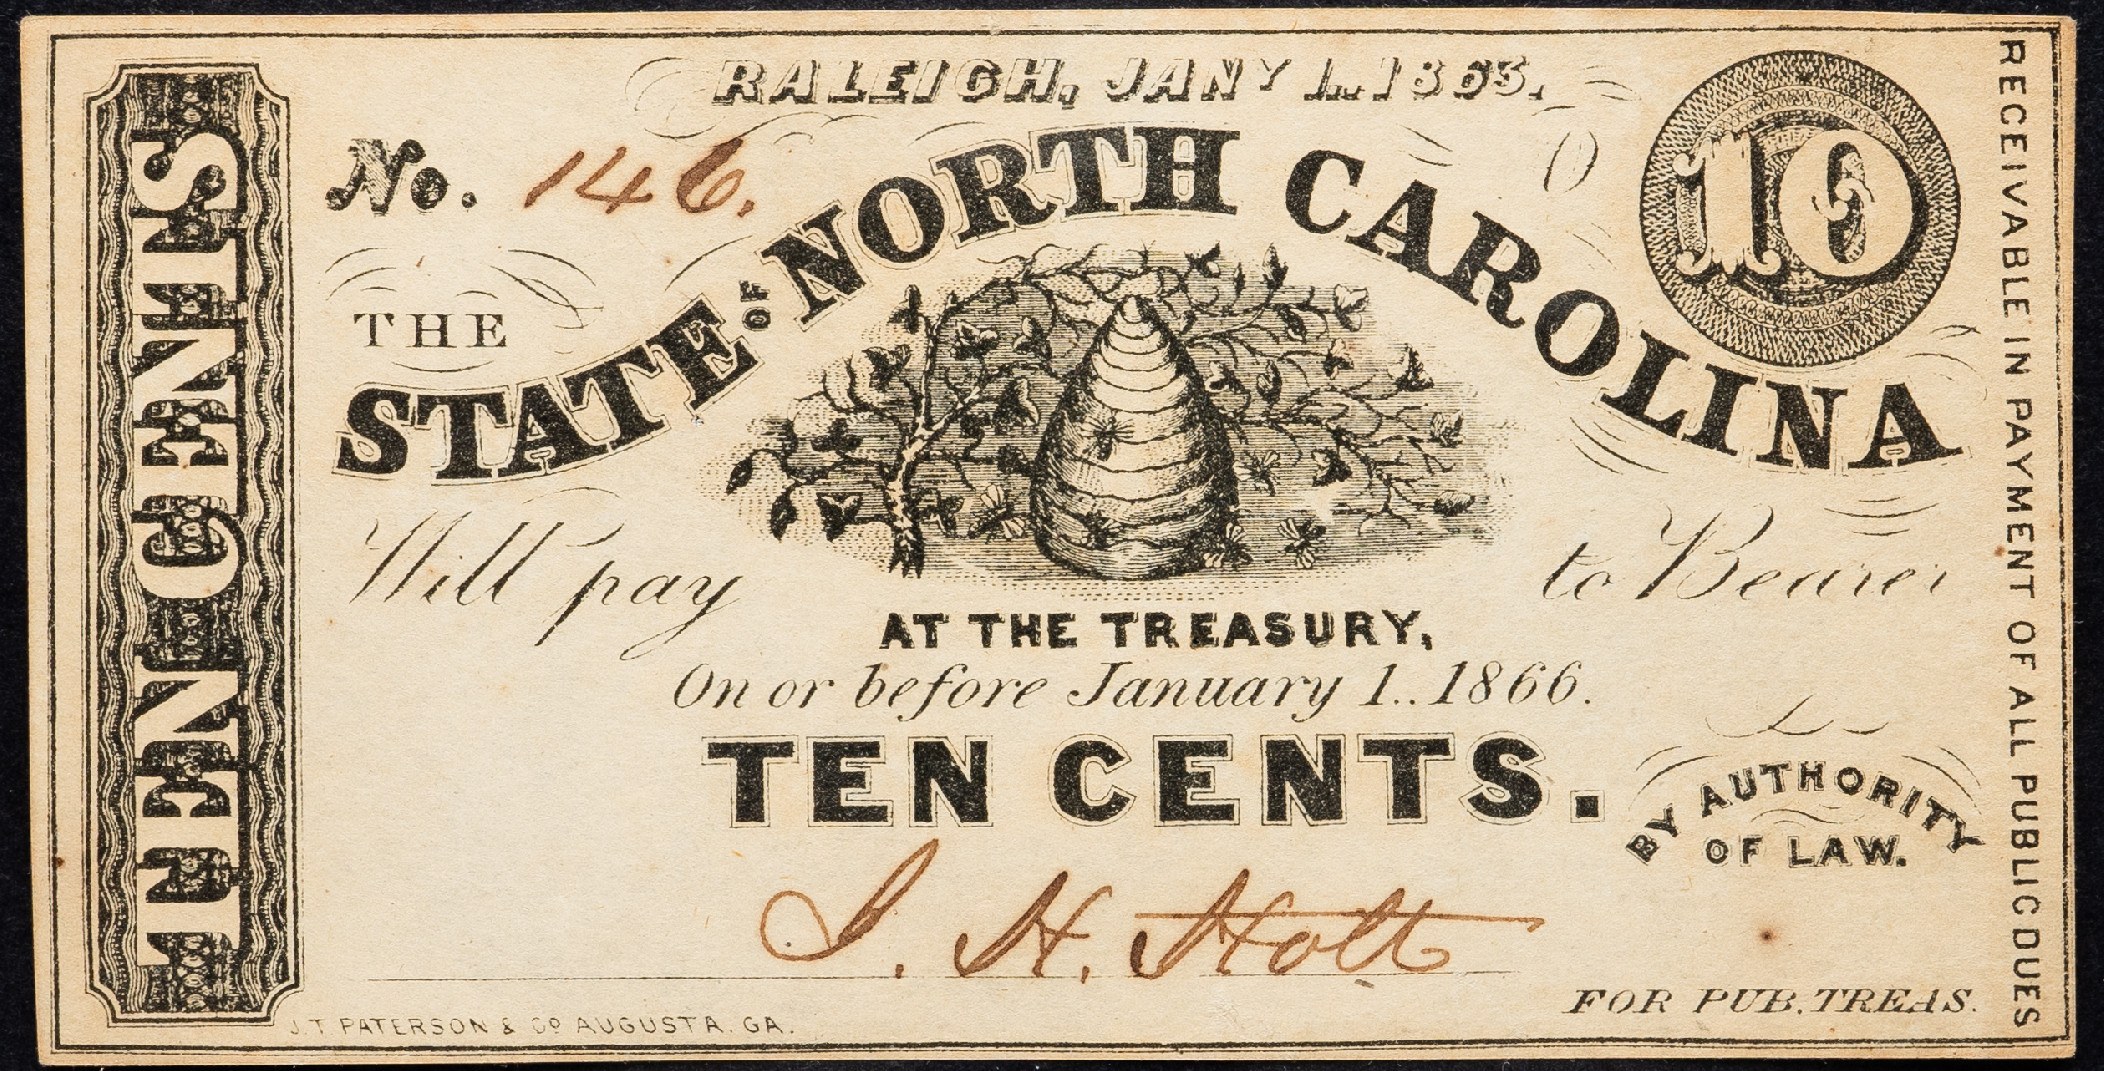 RALEIGH, JANY 1...1863.
No. 146.
10
THE
STATE OF NORTH CAROLINA
Will pay to Bearer
AT THE TREASURY,
On or before January 1..1866.
TEN CENTS.
BY AUTHORITY
OF LAW.
J. H. Holt
FOR PUB. TREAS.
J.T. PATERSON & Co AUGUSTA. GA.
TEN CENTS
RECEIVABLE IN PAYMENT OF ALL PUBLIC DUES